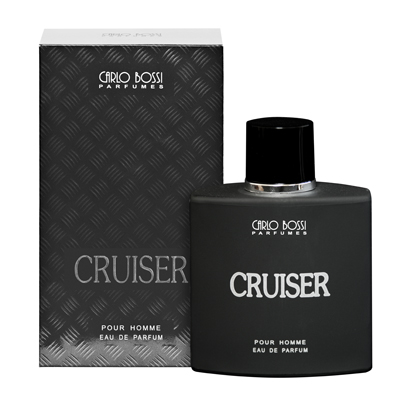 CARLO BOSSI
PARFUMES
CRUISER
POUR HOMME
EAU DE PARFUM
CARLO BOSSI
PARFUMES
CRUISER
POUR HOMME
EAU DE PARFUM